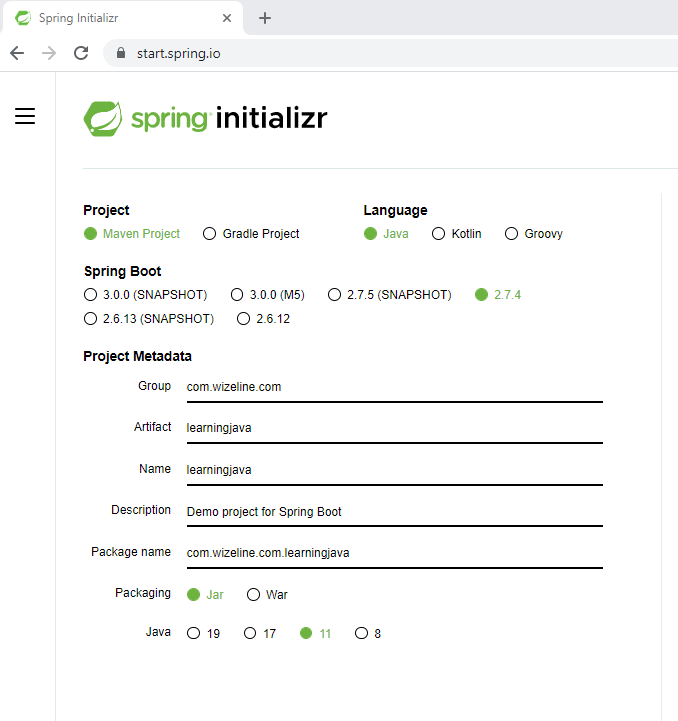 Spring Initializr
start.spring.io
spring initializr
Project
Language
Maven Project Gradle Project
Java Kotlin Groovy
Spring Boot
3.0.0 (SNAPSHOT) 3.0.0 (M5) 2.7.5 (SNAPSHOT) 2.7.4
2.6.13 (SNAPSHOT) 2.6.12
Project Metadata
Group com.wizeline.com
Artifact learningjava
Name learningjava
Description Demo project for Spring Boot
Package name com.wizeline.com.learningjava
Packaging Jar War
Java 19 17 11 8